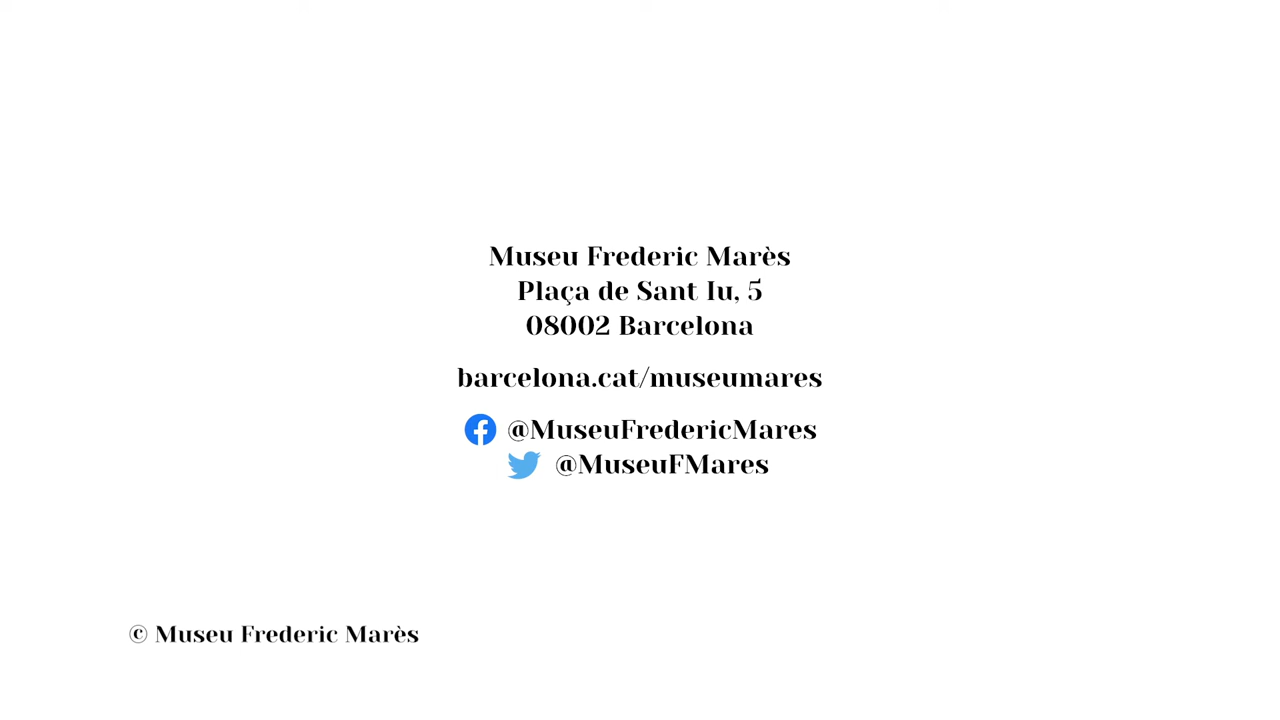 Museu Frederic Marès
Plaça de Sant Iu, 5
08002 Barcelona
barcelona.cat/museumares
@MuseuFredericMares
@MuseuFMares
© Museu Frederic Marès